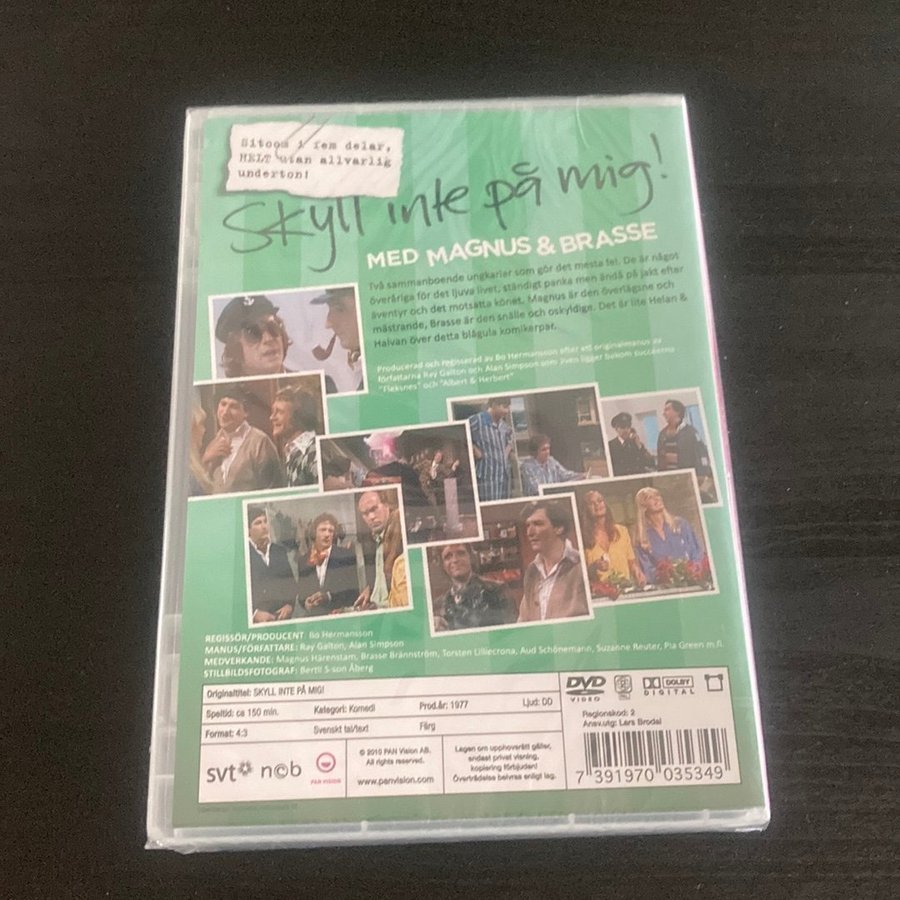 Sitcom i fem delar,
HELT utan allvarlig
underton!
Skyll inte på mig!
MED MAGNUS & BRASSE
Två sammanboende ungkarlar som gör det mesta fel. De är något
överåriga för det ljuva livet, ständigt panka men ändå på jakt efter
äventyr och det motsatta könet. Magnus är den överlägsne och
mästrande, Brasse är den snälle och oskyldige. Det är lite Helan &
Halvan över detta blågula komikerpar.
Producerad och regisserad av Bo Hermansson efter ett originalmanus av
författarna Ray Galton och Alan Simpson som även ligger bakom succéerna
"Fleksnes" och "Albert & Herbert"
REGISSÖR/PRODUCENT: Bo Hermansson
MANUS/FÖRFATTARE: Ray Galton, Alan Simpson
MEDVERKANDE: Magnus Härenstam, Brasse Brännström, Torsten Lilliecrona, Aud Schönemann, Suzanne Reuter, Pia Green m.fl.
STILLBILDSFOTOGRAF: Bertil S-son Åberg
Originaltitel: SKYLL INTE PÅ MIG!
Speltid: ca 150 min. Kategori: Komedi Prod.år: 1977 Ljud: DD
Format: 4:3 Svenskt tal/text Färg
svt ncb PAN VISION
© 2010 PAN Vision AB.
All rights reserved.
www.panvision.com
Lagen om upphovsrätt gäller,
endast privat visning,
kopiering förbjuden!
Överträdelse beivras enligt lag.
DVD VIDEO
DOLBY DIGITAL
Regionskod: 2
Ansv.utg: Lars Brodal
7 391970 035349